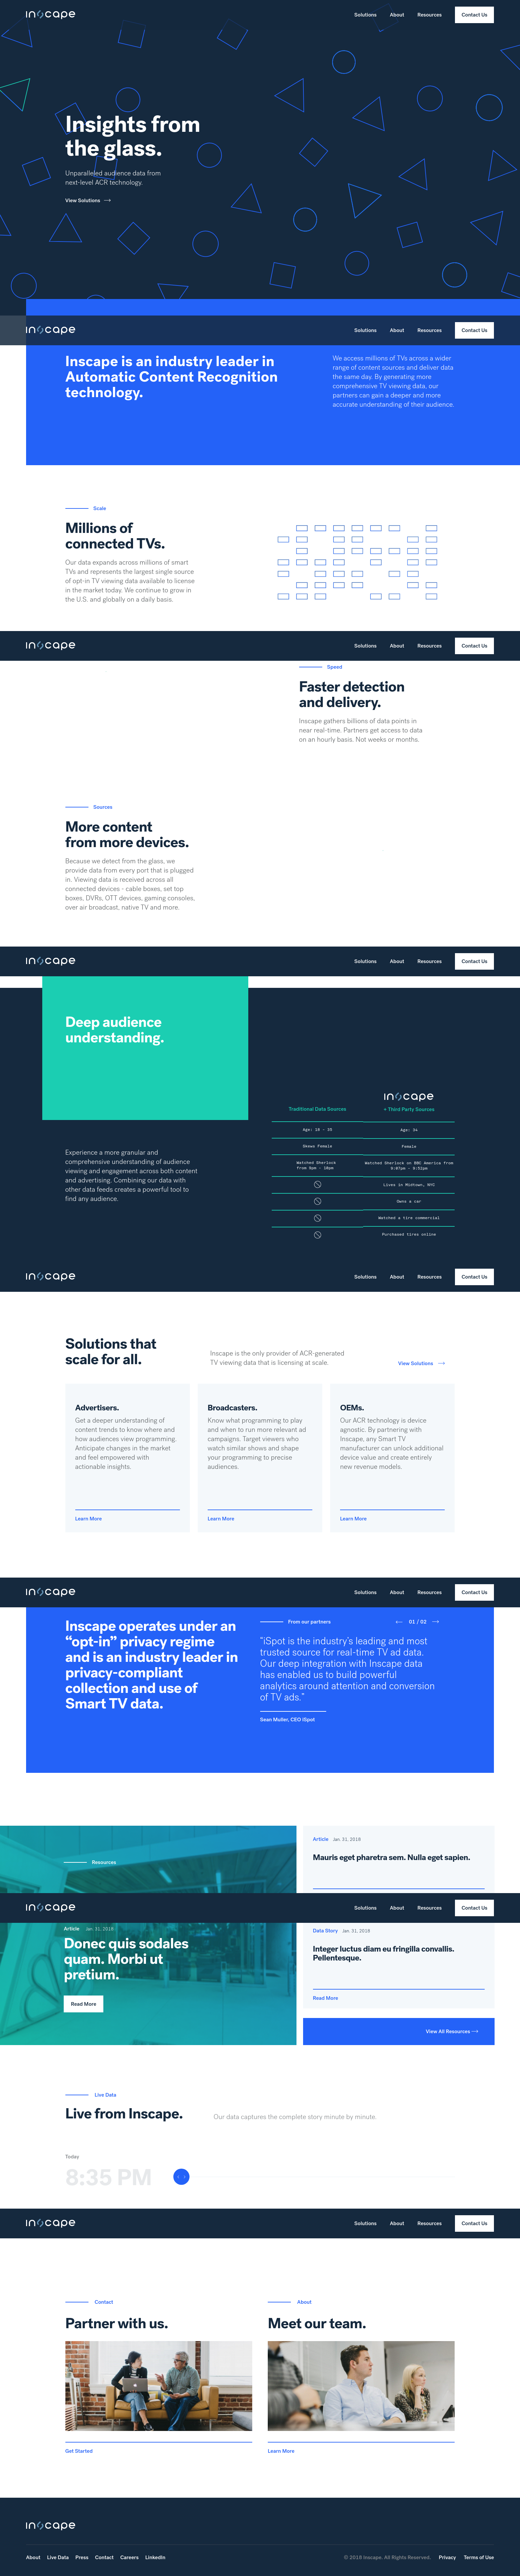 inscape
Solutions About Resources Contact Us
Insights from
the glass.
Unparalleled audience data from
next-level ACR technology.
View Solutions
inscape
Solutions About Resources Contact Us
Inscape is an industry leader in
Automatic Content Recognition
technology.
We access millions of TVs across a wider
range of content sources and deliver data
the same day. By generating more
comprehensive TV viewing data, our
partners can gain a deeper and more
accurate understanding of their audience.
Scale
Millions of
connected TVs.
Our data expands across millions of smart
TVs and represents the largest single source
of opt-in TV viewing data available to license
in the market today. We continue to grow in
the U.S. and globally on a daily basis.
inscape
Solutions About Resources Contact Us
Speed
Faster detection
and delivery.
Inscape gathers billions of data points in
near real-time. Partners get access to data
on an hourly basis. Not weeks or months.
Sources
More content
from more devices.
Because we detect from the glass, we
provide data from every port that is plugged
in. Viewing data is received across all
connected devices - cable boxes, set top
boxes, DVRs, OTT devices, gaming consoles,
over air broadcast, native TV and more.
inscape
Solutions About Resources Contact Us
Deep audience
understanding.
Experience a more granular and
comprehensive understanding of audience
viewing and engagement across both content
and advertising. Combining our data with
other data feeds creates a powerful tool to
find any audience.
inscape
Traditional Data Sources + Third Party Sources
Age: 18 - 35 Age: 34
Female
Watched Sherlock
from 9pm - 10pm
Watched Sherlock on BBC America from
9:07pm - 9:52pm
Lives in Midtown, NYC
Owns a car
Watched a tire commercial
Purchased tires online
inscape
Solutions About Resources Contact Us
Solutions that
scale for all.
Inscape is the only provider of ACR-generated
TV viewing data that is licensing at scale.
View Solutions
Advertisers.
Get a deeper understanding of
content trends to know where and
how audiences view programming.
Anticipate changes in the market
and feel empowered with
actionable insights.
Learn More
Broadcasters.
Know what programming to play
and when to run more relevant ad
campaigns. Target viewers who
watch similar shows and shape
your programming to precise
audiences.
Learn More
OEMs.
Our ACR technology is device
agnostic. By partnering with
Inscape, any Smart TV
manufacturer can unlock additional
device value and create entirely
new revenue models.
Learn More
inscape
Solutions About Resources Contact Us
Inscape operates under an
“opt-in” privacy regime
and is an industry leader in
privacy-compliant
collection and use of
Smart TV data.
From our partners
01 / 02
"iSpot is the industry's leading and most
trusted source for real-time TV ad data.
Our deep integration with Inscape data
has enabled us to build powerful
analytics around attention and conversion
of TV ads."
Sean Muller, CEO iSpot
Resources
Article Jan. 31, 2018
Mauris eget pharetra sem. Nulla eget sapien.
inscape
Solutions About Resources Contact Us
Article Jan. 31, 2018
Donec quis sodales
quam. Morbi ut
pretium.
Read More
Data Story Jan. 31, 2018
Integer luctus diam eu fringilla convallis.
Pellentesque.
Read More
View All Resources
Live Data
Live from Inscape.
Our data captures the complete story minute by minute.
Today
8:35 PM
inscape
Solutions About Resources Contact Us
Contact
Partner with us.
Get Started
About
Meet our team.
Learn More
inscape
About Live Data Press Contact Careers LinkedIn
© 2018 Inscape. All Rights Reserved. Privacy Terms of Use